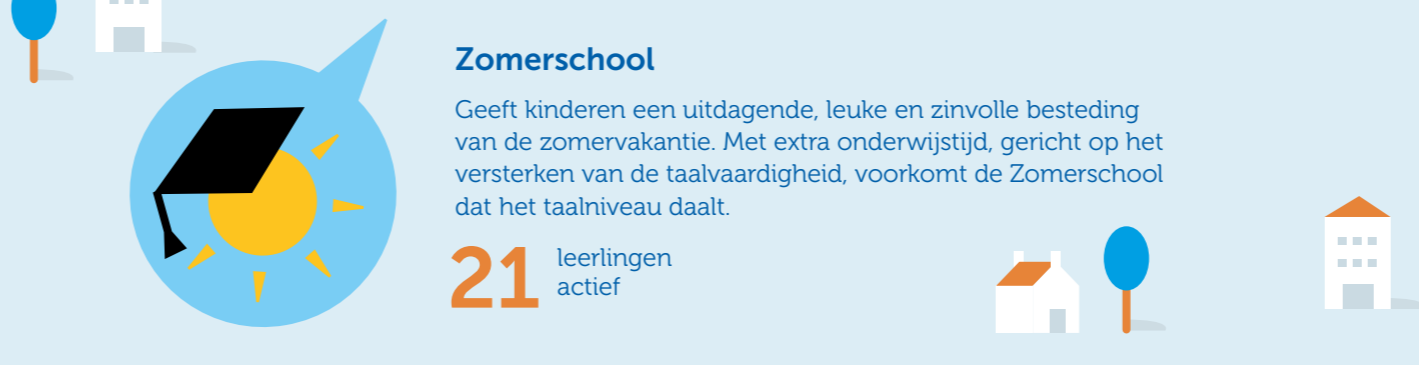 Zomerschool
Geeft kinderen een uitdagende, leuke en zinvolle besteding
van de zomervakantie. Met extra onderwijstijd, gericht op het
versterken van de taalvaardigheid, voorkomt de Zomerschool
dat het taalniveau daalt.
21 leerlingen
actief